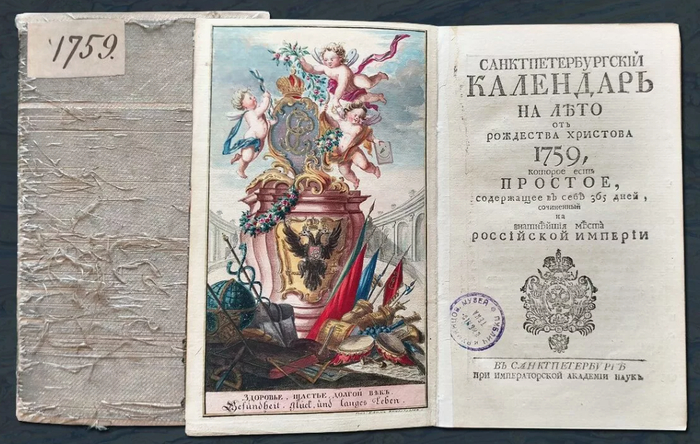 1759.
ЗДОРОВЬЕ, ЩАСТЬЕ, ДОЛГОЙ ВѢКЪ.
Gesundheit, Glück, und langes Leben.
САНКТПЕТЕРБУРГСКІЙ
КАЛЕНДАРЬ
НА ЛѢТО
ОТЪ
РОЖДЕСТВА ХРИСТОВА
1759,
которое есть
ПРОСТОЕ,
содержащее въ себѣ 365 дней,
сочиненный
на
знатнѣйшія мѣста
РОССІЙСКОЙ ИМПЕРІИ
МУЗЕЙ
ВЪ САНКТПЕТЕРБУРГѢ
ПРИ ИМПЕРАТОРСКОЙ АКАДЕМІИ НАУКЪ